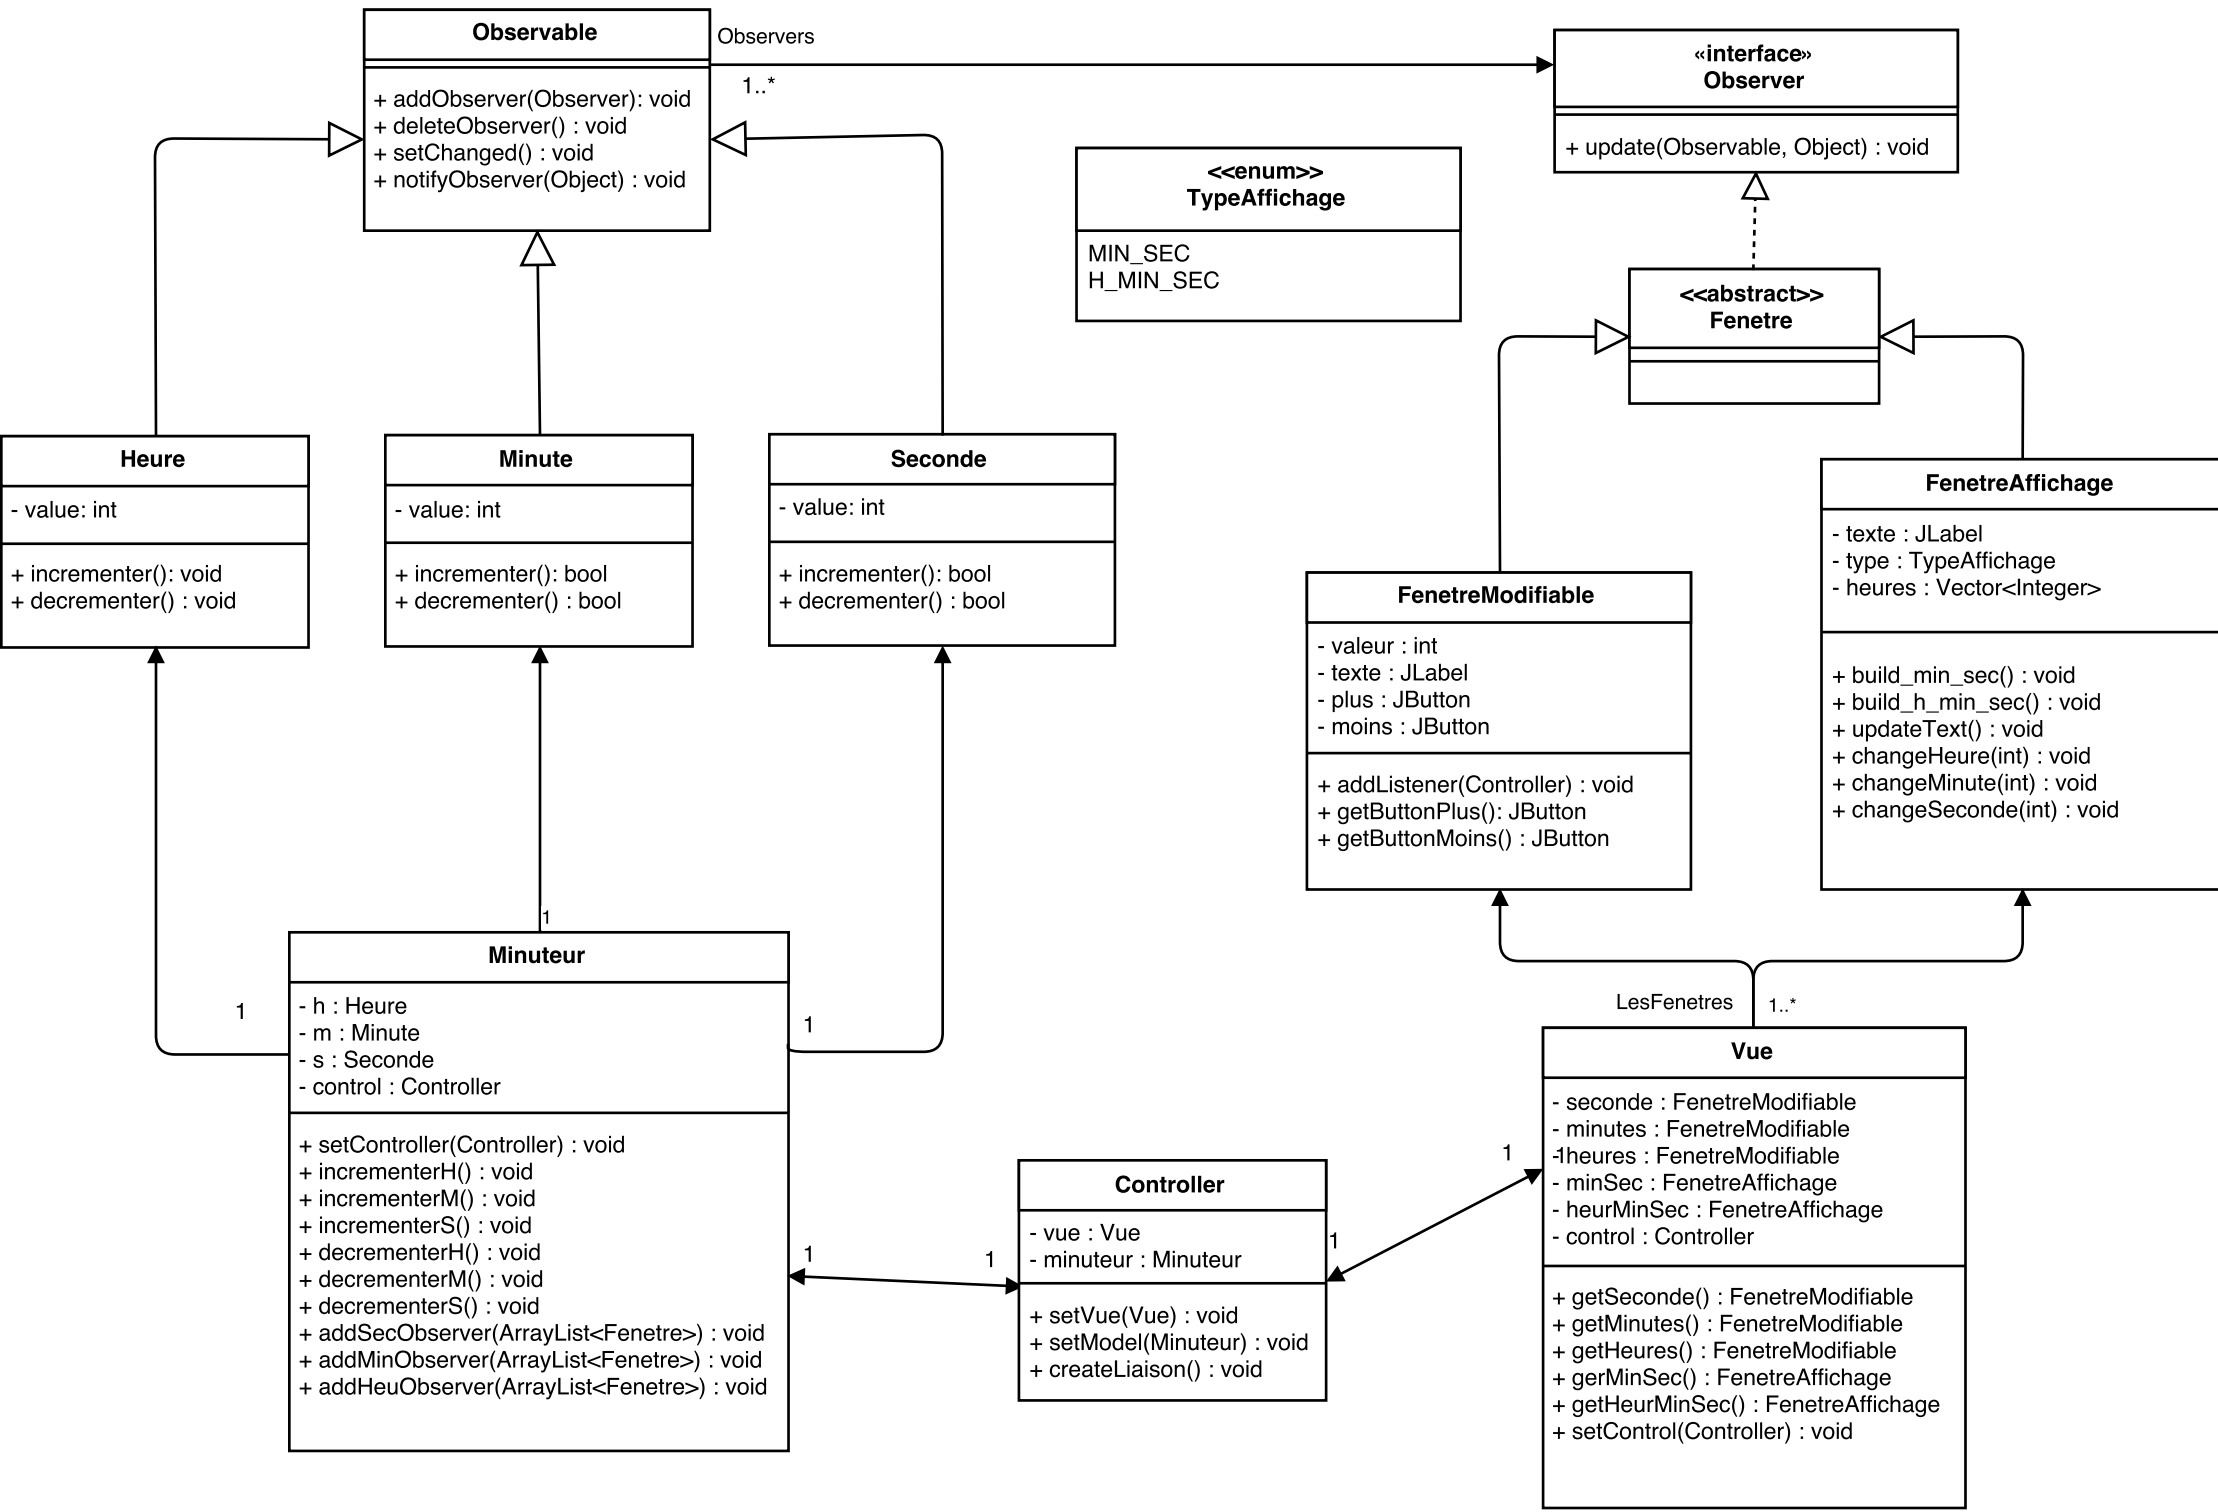 Observable
+ addObserver(Observer): void
+ deleteObserver() : void
+ setChanged() : void
+ notifyObserver(Object) : void
Observers
1..*
«interface»
Observer
+ update(Observable, Object) : void
<<enum>>
TypeAffichage
MIN_SEC
H_MIN_SEC
<<abstract>>
Fenetre
Heure
- value: int
+ incrementer(): void
+ decrementer() : void
Minute
- value: int
+ incrementer(): bool
+ decrementer() : bool
Seconde
- value: int
+ incrementer(): bool
+ decrementer() : bool
FenetreModifiable
- valeur : int
- texte : JLabel
- plus : JButton
- moins : JButton
+ addListener(Controller) : void
+ getButtonPlus(): JButton
+ getButtonMoins() : JButton
FenetreAffichage
- texte : JLabel
- type : TypeAffichage
- heures : Vector<Integer>
+ build_min_sec() : void
+ build_h_min_sec() : void
+ updateText() : void
+ changeHeure(int) : void
+ changeMinute(int) : void
+ changeSeconde(int) : void
1
1
1
Minuteur
- h : Heure
- m : Minute
- s : Seconde
- control : Controller
+ setController(Controller) : void
+ incrementerH() : void
+ incrementerM() : void
+ incrementerS() : void
+ decrementerH() : void
+ decrementerM() : void
+ decrementerS() : void
+ addSecObserver(ArrayList<Fenetre>) : void
+ addMinObserver(ArrayList<Fenetre>) : void
+ addHeuObserver(ArrayList<Fenetre>) : void
1
1
Controller
- vue : Vue
- minuteur : Minuteur
+ setVue(Vue) : void
+ setModel(Minuteur) : void
+ createLiaison() : void
1
1
LesFenetres
1..*
Vue
- seconde : FenetreModifiable
- minutes : FenetreModifiable
-1heures : FenetreModifiable
- minSec : FenetreAffichage
- heurMinSec : FenetreAffichage
- control : Controller
+ getSeconde() : FenetreModifiable
+ getMinutes() : FenetreModifiable
+ getHeures() : FenetreModifiable
+ gerMinSec() : FenetreAffichage
+ getHeurMinSec() : FenetreAffichage
+ setControl(Controller) : void